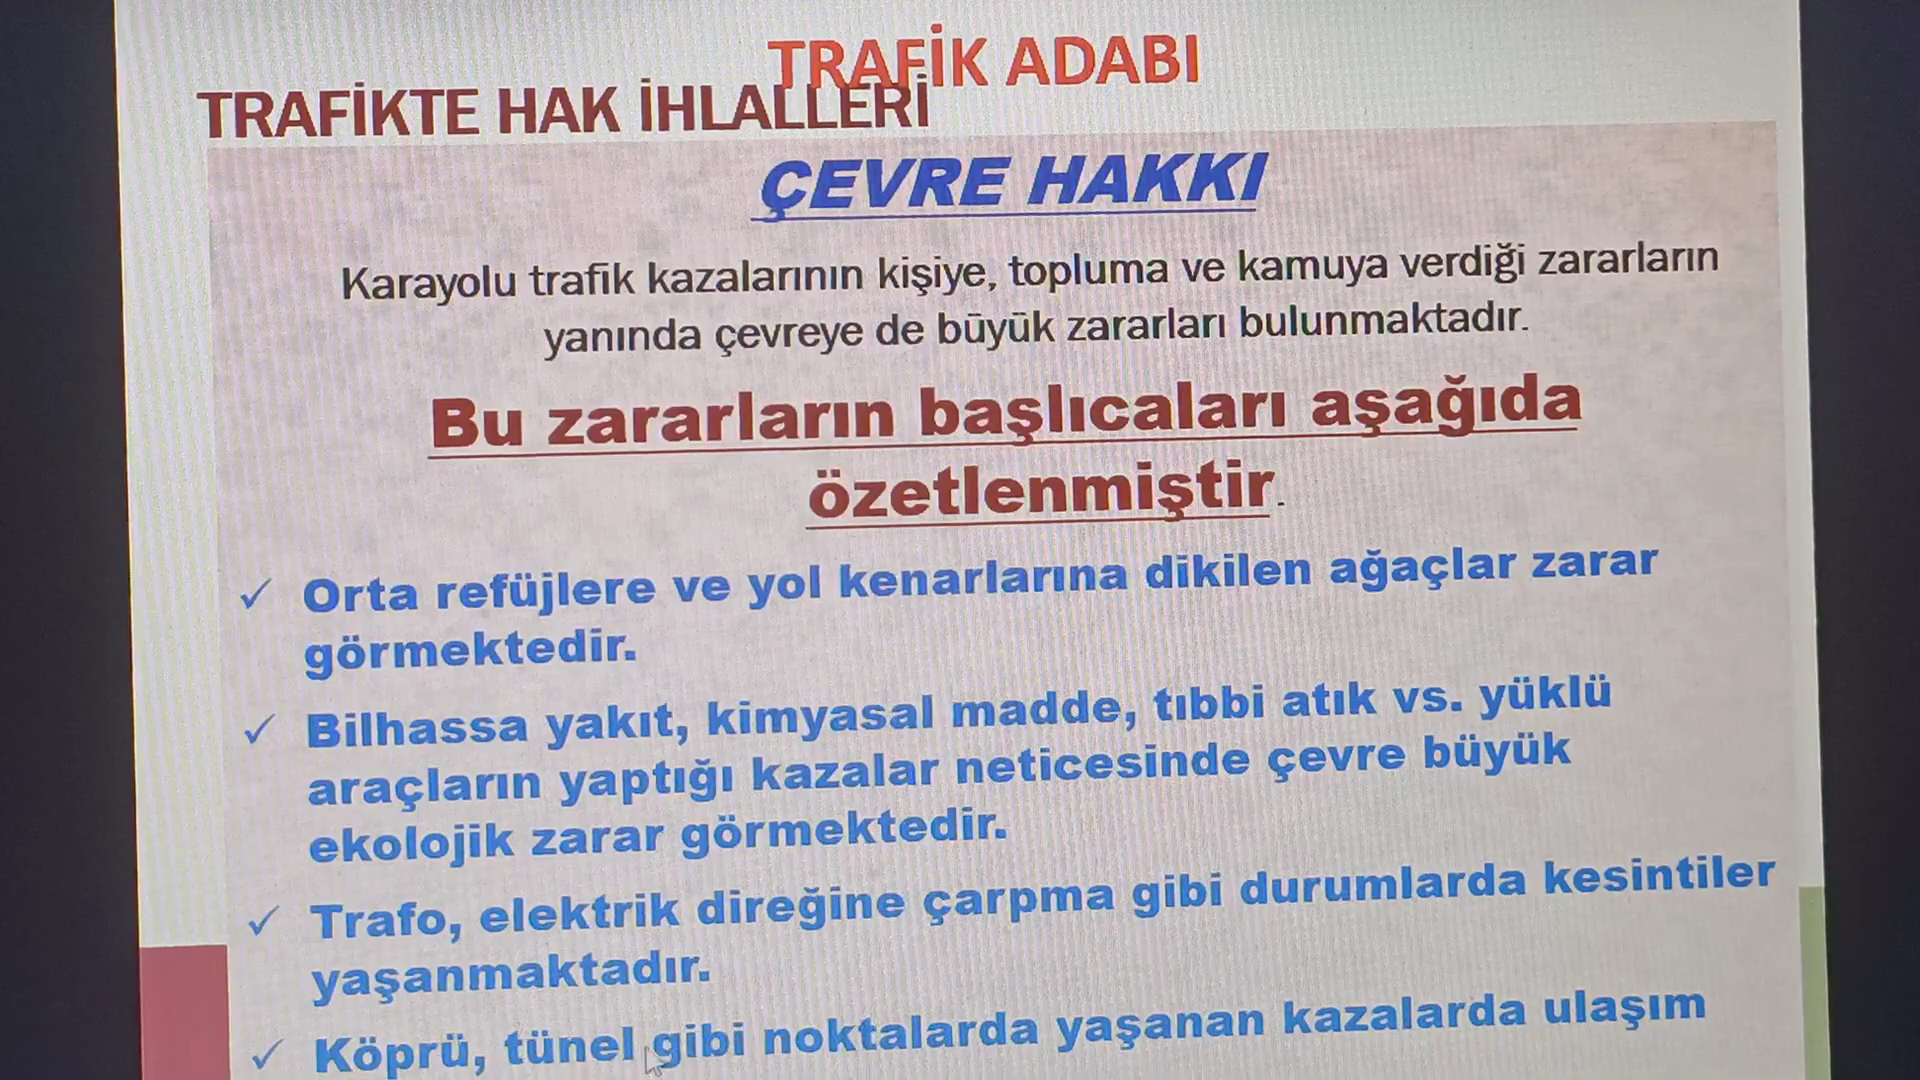 TRAFİK ADABI
TRAFİKTE HAK İHLALLERİ
ÇEVRE HAKKI
Karayolu trafik kazalarının kişiye, topluma ve kamuya verdiği zararların
yanında çevreye de büyük zararları bulunmaktadır.
Bu zararların başlıcaları aşağıda
özetlenmiştir.
✓ Orta refüjlere ve yol kenarlarına dikilen ağaçlar zarar
görmektedir.
✓ Bilhassa yakıt, kimyasal madde, tıbbi atık vs. yüklü
araçların yaptığı kazalar neticesinde çevre büyük
ekolojik zarar görmektedir.
✓ Trafo, elektrik direğine çarpma gibi durumlarda kesintiler
yaşanmaktadır.
✓ Köprü, tünel gibi noktalarda yaşanan kazalarda ulaşım